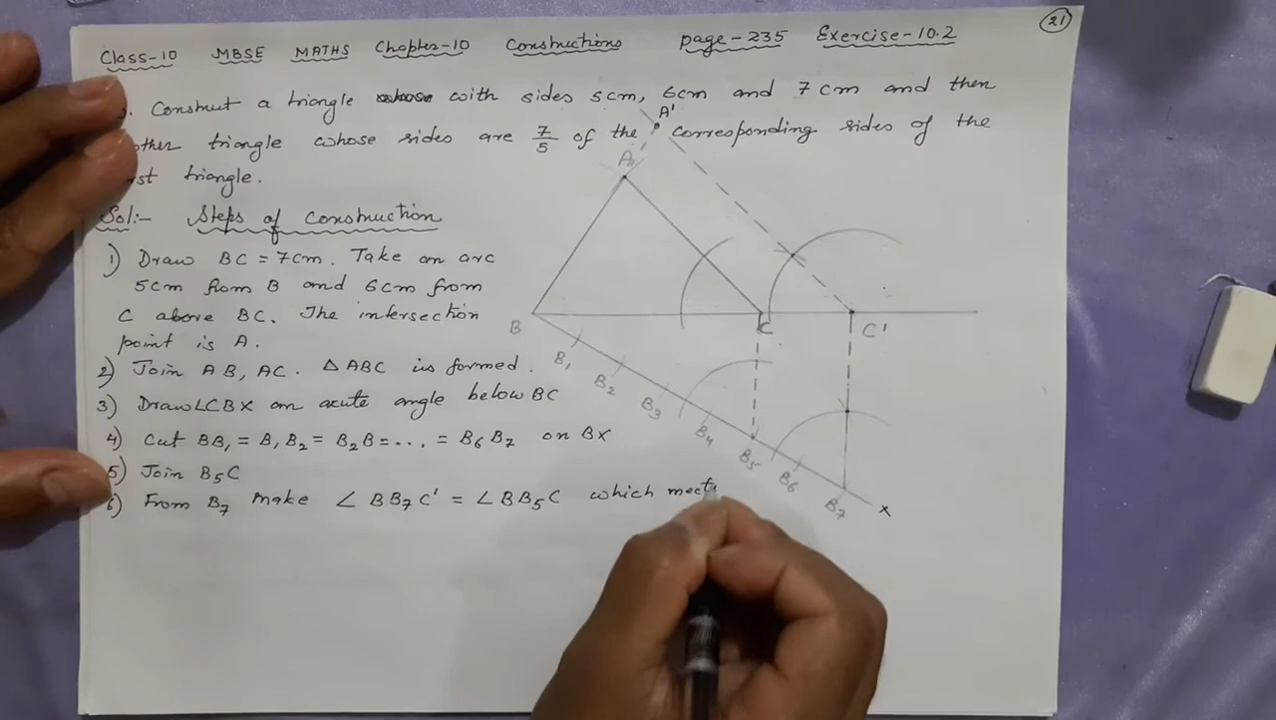 21
Class-10 MBSE MATHS Chapter-10 Constructions page-235 Exercise-10.2
. Construct a triangle with sides 5cm, 6cm and 7cm and then
other triangle whose sides are 7/5 of the corresponding sides of the
st triangle.
Sol:- Steps of construction
1) Draw BC = 7cm. Take an arc
5cm from B and 6cm from
C above BC. The intersection
point is A.
2) Join AB, AC. △ABC is formed.
3) Draw∠CBX an acute angle below BC
4) Cut BB₁ = B₁B₂ = B₂B=... = B₆B₇ on BX
5) Join B₅C
6) From B₇ make ∠BB₇C' = ∠BB₅C which meets
A'
A
B
C
C'
B₁
B₂
B₃
B₄
B₅
B₆
B₇
X